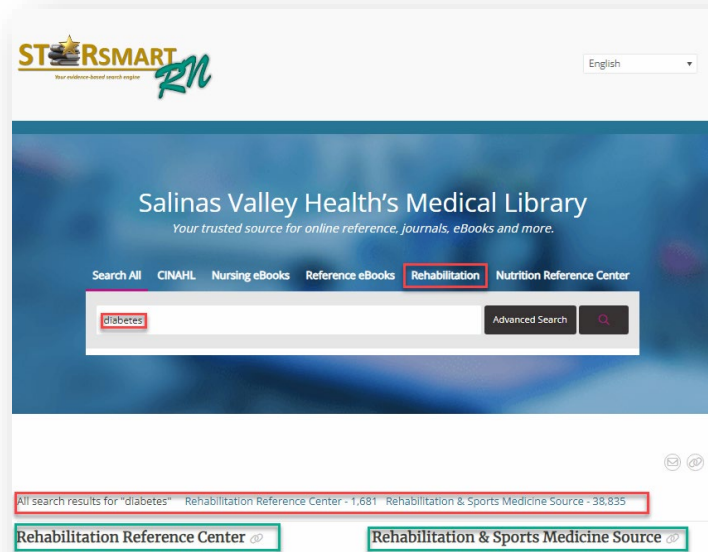 STARSMART
RN
Your evidence-based search engine
English
Salinas Valley Health's Medical Library
Your trusted source for online reference, journals, eBooks and more.
Search All CINAHL Nursing eBooks Reference eBooks Rehabilitation Nutrition Reference Center
diabetes Advanced Search
All search results for "diabetes" Rehabilitation Reference Center - 1,681 Rehabilitation & Sports Medicine Source - 38,835
Rehabilitation Reference Center Rehabilitation & Sports Medicine Source